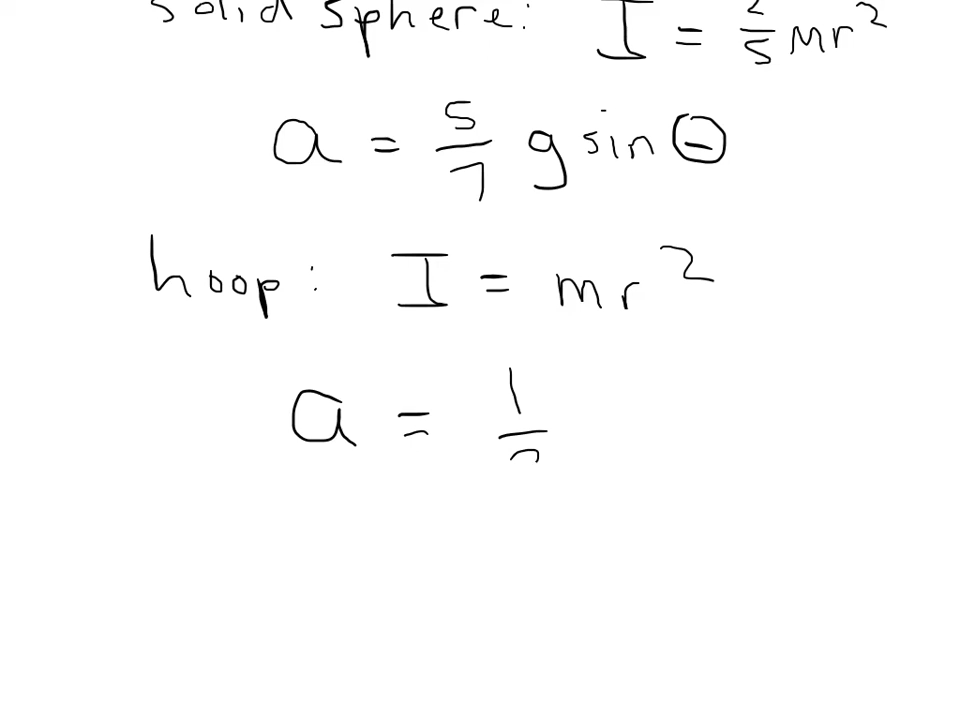 solid sphere: I = 2/5 mr²
a = 5/7 g sin θ
hoop: I = mr²
a = 1/